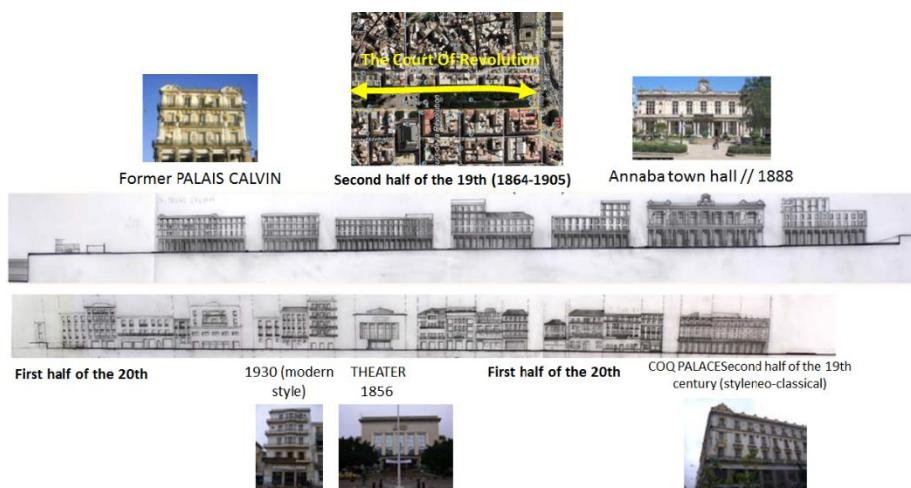 The Court Of Revolution
Former PALAIS CALVIN
Second half of the 19th (1864-1905)
Annaba town hall // 1888
First half of the 20th
1930 (modern
style)
THEATER
1856
First half of the 20th
COQ PALACESecond half of the 19th
century (styleneo-classical)